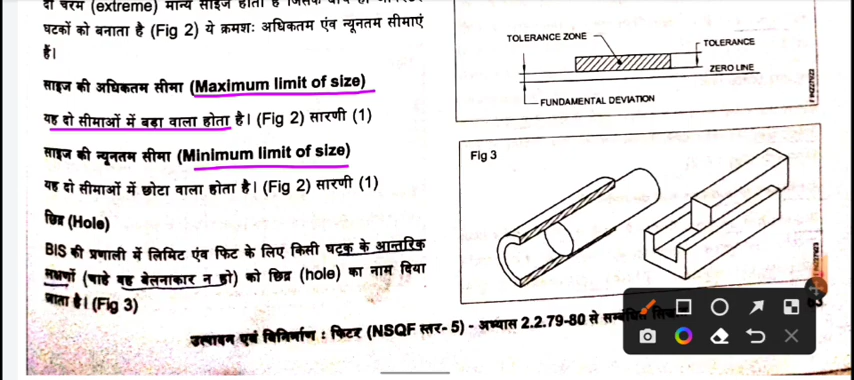 दो चरम (extreme) मान्य साइज होता है जिसके बीच
घटकों को बनाता है (Fig 2) ये क्रमशः अधिकतम एंव न्यूनतम सीमाएं
हैं।
साइज की अधिकतम सीमा (Maximum limit of size)
यह दो सीमाओं में बड़ा वाला होता है। (Fig 2) सारणी (1)
साइज की न्यूनतम सीमा (Minimum limit of size)
यह दो सीमाओं में छोटा वाला होता है। (Fig 2) सारणी (1)
छिद्र (Hole)
BIS की प्रणाली में लिमिट एंव फिट के लिए किसी घटक के आन्तरिक
लक्षणों (चाहे वह बेलनाकार न हो) को छिद्र (hole) का नाम दिया
जाता है। (Fig 3)
TOLERANCE ZONE
TOLERANCE
ZERO LINE
FUNDAMENTAL DEVIATION
Fig 3
उत्पादन एवं विनिर्माण : फिटर (NSQF स्तर- 5) - अभ्यास 2.2.79-80 से सम्बंधित